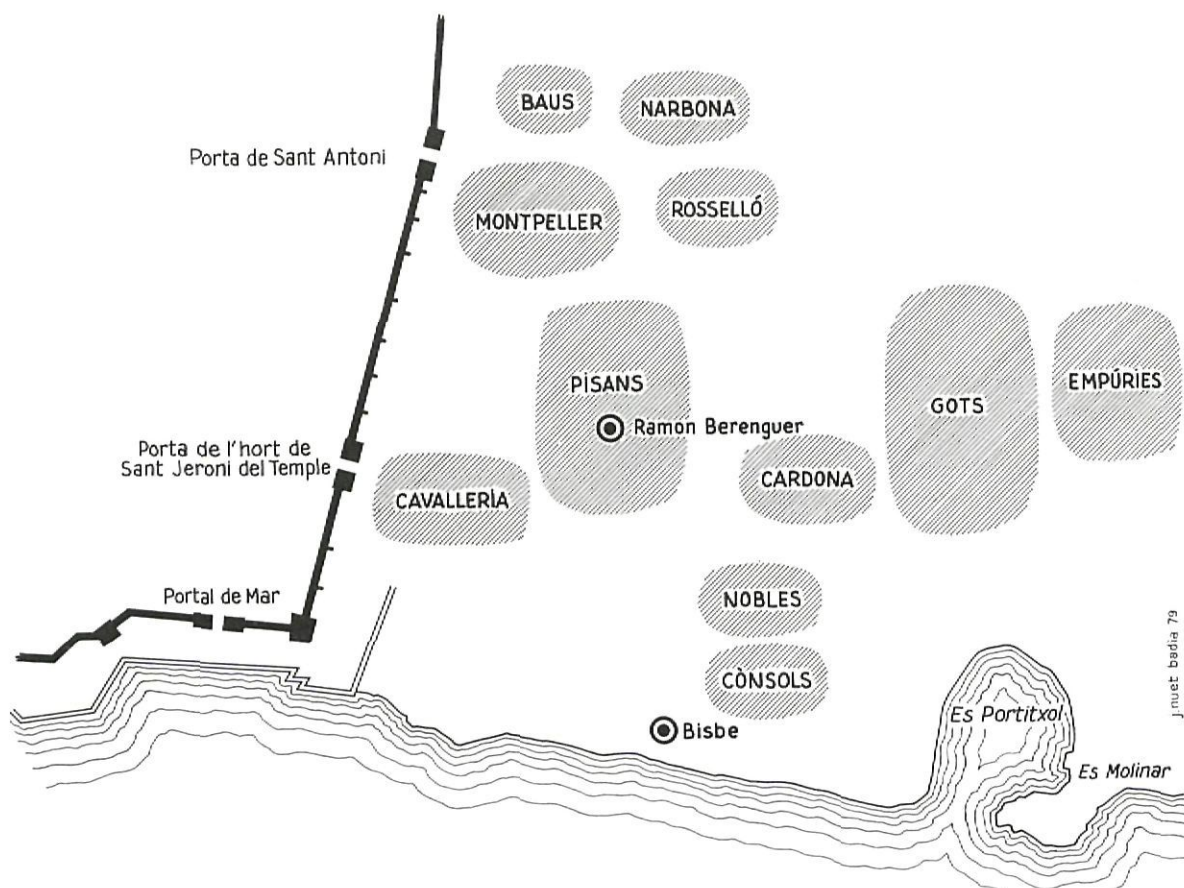 BAUS
NARBONA
Porta de Sant Antoni
MONTPELLER
ROSSELLÓ
PISANS
GOTS
EMPÚRIES
Ramon Berenguer
Porta de l'hort de
Sant Jeroni del Temple
CAVALLERÌA
CARDONA
Portal de Mar
NOBLES
CÒNSOLS
Bisbe
Es Portitxol
Es Molinar
j.nuet badia 79